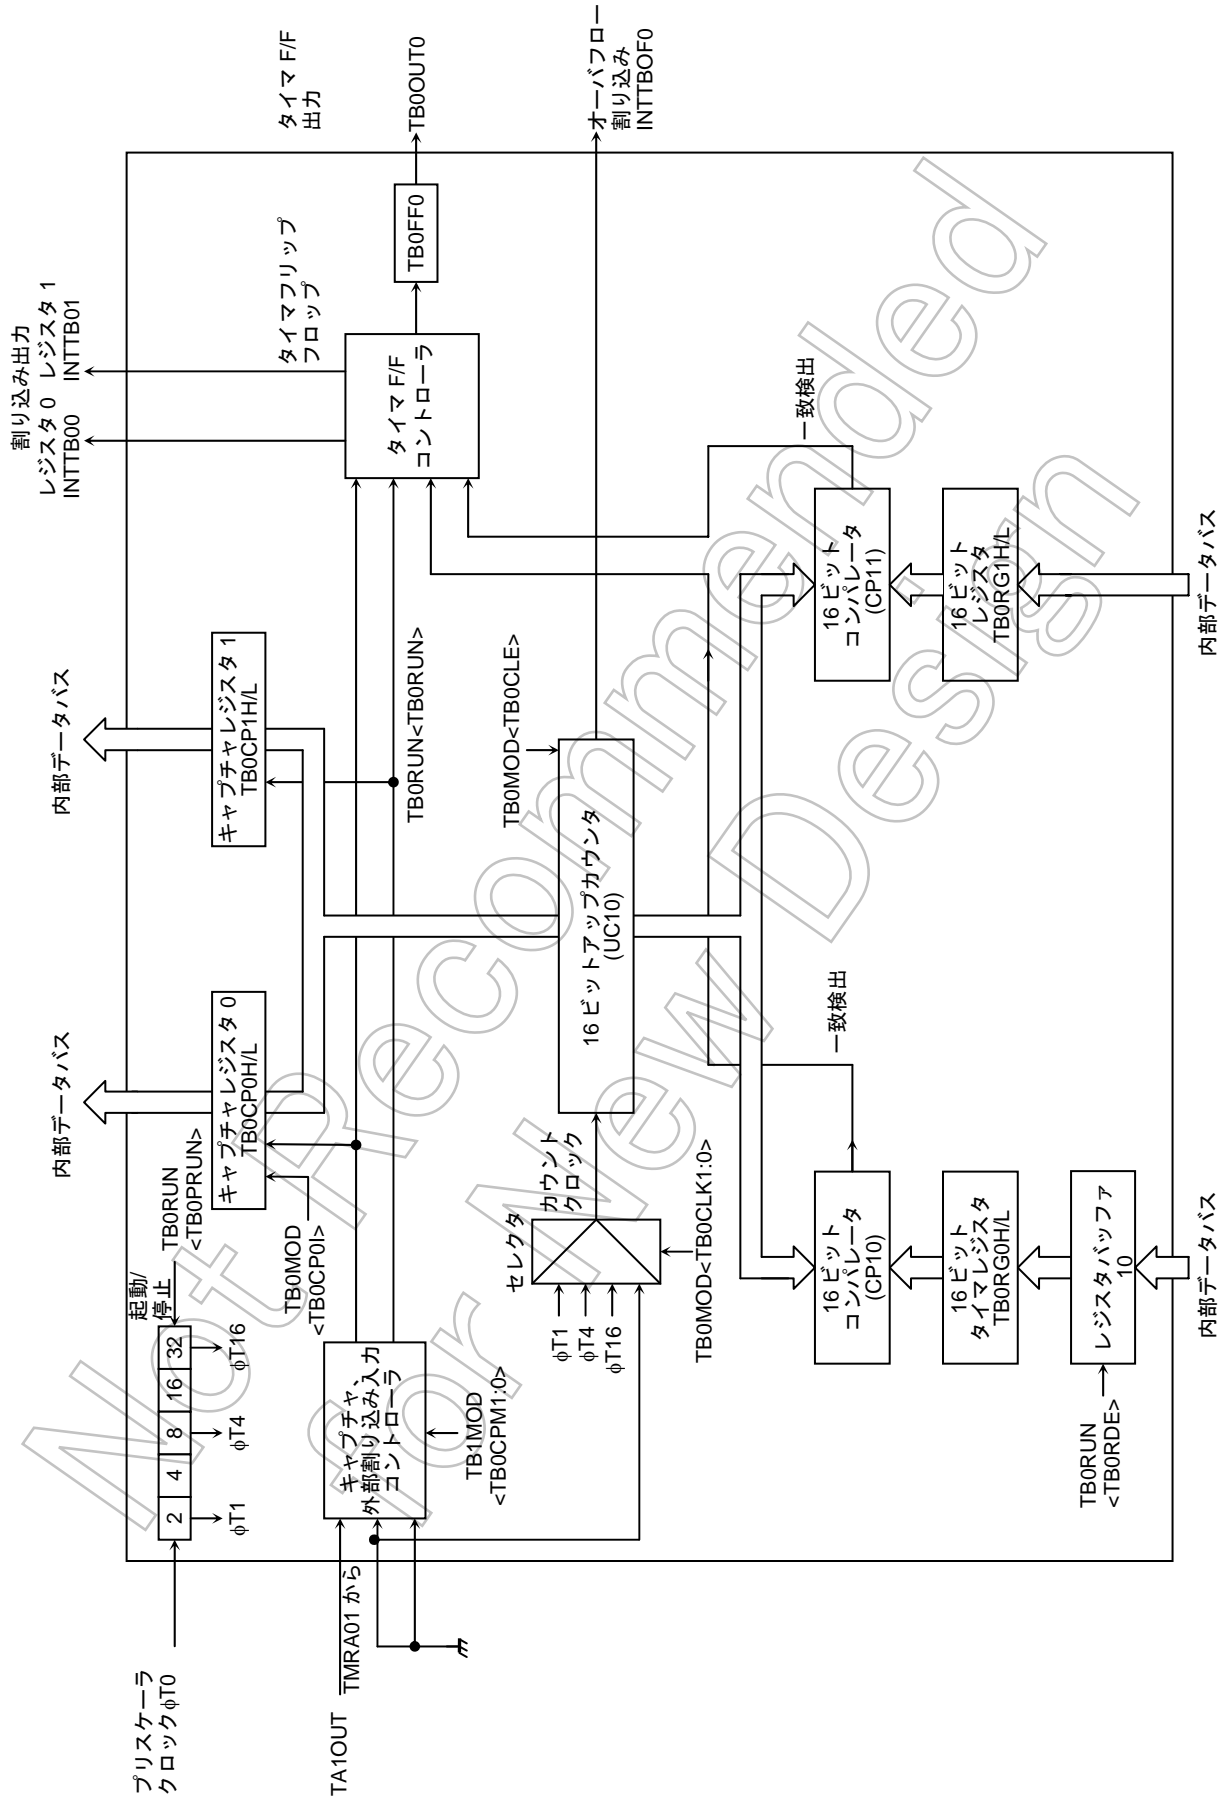 プリスケーラ
クロックφT0
2
4
8
16
32
φT1
φT4
φT16
起動/
停止
TB0RUN
<TB0PRUN>
TB0MOD
<TB0CP0I>
内部データバス
キャプチャレジスタ 0
TB0CP0H/L
内部データバス
キャプチャレジスタ 1
TB0CP1H/L
割り込み出力
レジスタ 0 レジスタ 1
INTTB00 INTTB01
TA1OUT
TMRA01 から
キャプチャ、
外部割り込み入力
コントローラ
TB1MOD
<TB0CPM1:0>
TB0RUN<TB0RUN>
タイマフリップ
フロップ
タイマ F/F
コントローラ
TB0FF0
タイマ F/F
出力
TB0OUT0
セレクタ
カウント
クロック
φT1
φT4
φT16
TB0MOD<TB0CLK1:0>
16 ビットアップカウンタ
(UC10)
TB0MOD<TB0CLE>
オーバフロー
割り込み
INTTBOF0
一致検出
一致検出
16 ビット
コンパレータ
(CP10)
16 ビット
タイマレジスタ
TB0RG0H/L
レジスタバッファ
10
TB0RUN
<TB0RDE>
内部データバス
16 ビット
コンパレータ
(CP11)
16 ビット
レジスタ
TB0RG1H/L
内部データバス
Not Recommended
for New Design